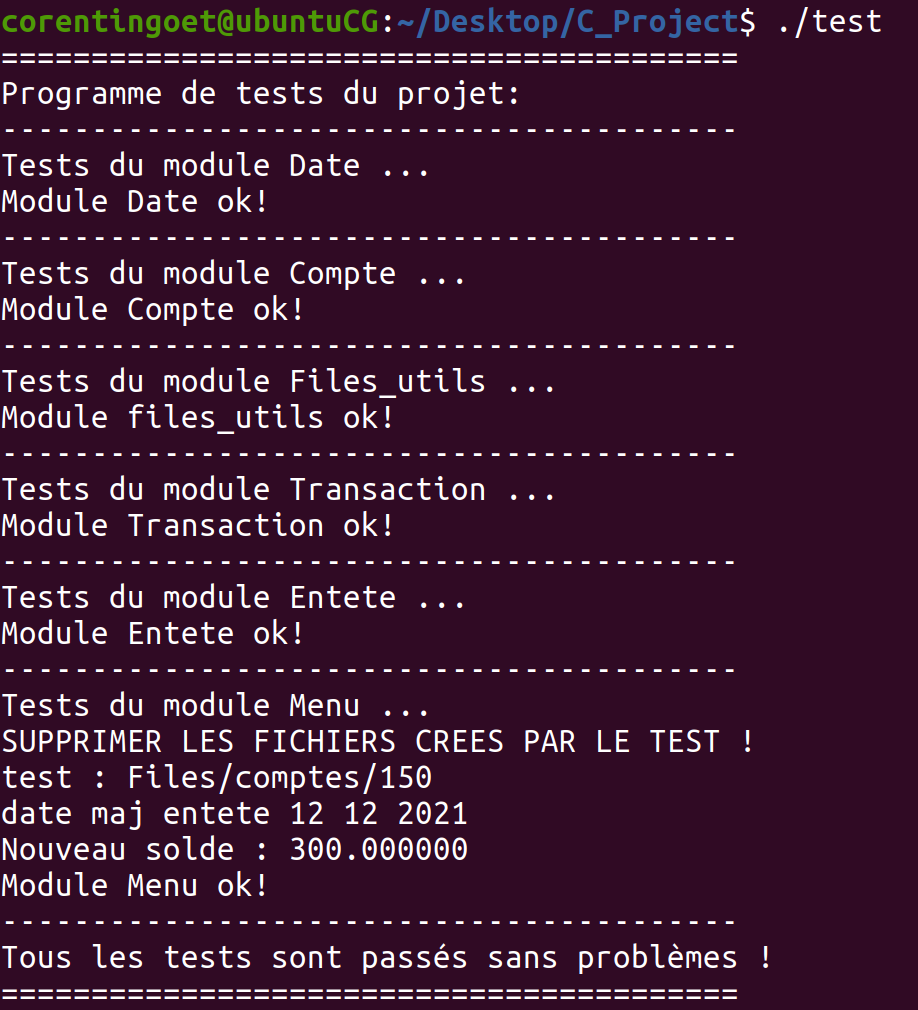 corentingoet@ubuntuCG:~/Desktop/C_Project$ ./test
=========================================
Programme de tests du projet:
-----------------------------------------
Tests du module Date ...
Module Date ok!
-----------------------------------------
Tests du module Compte ...
Module Compte ok!
-----------------------------------------
Tests du module Files_utils ...
Module files_utils ok!
-----------------------------------------
Tests du module Transaction ...
Module Transaction ok!
-----------------------------------------
Tests du module Entete ...
Module Entete ok!
-----------------------------------------
Tests du module Menu ...
SUPPRIMER LES FICHIERS CREES PAR LE TEST !
test : Files/comptes/150
date maj entete 12 12 2021
Nouveau solde : 300.000000
Module Menu ok!
-----------------------------------------
Tous les tests sont passés sans problèmes !
=========================================